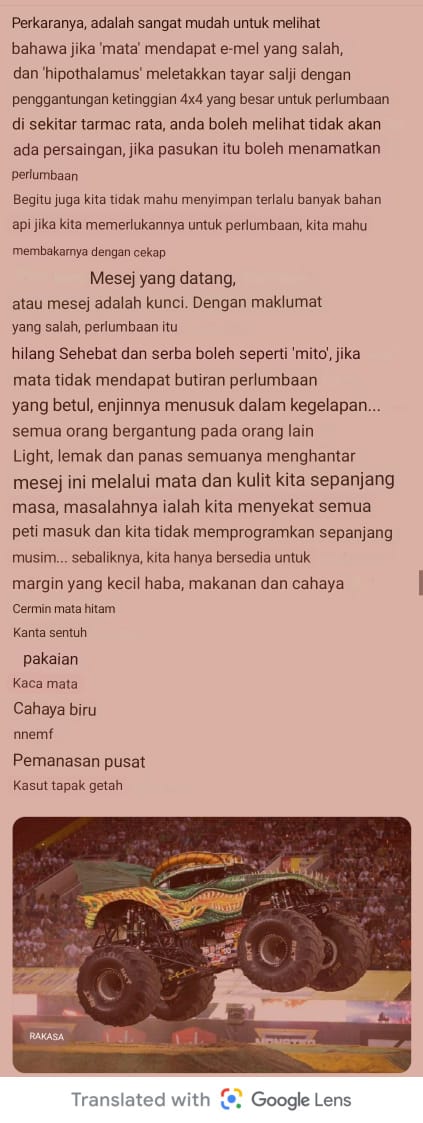 Perkaranya, adalah sangat mudah untuk melihat
bahawa jika 'mata' mendapat e-mel yang salah,
dan 'hipothalamus' meletakkan tayar salji dengan
penggantungan ketinggian 4x4 yang besar untuk perlumbaan
di sekitar tarmac rata, anda boleh melihat tidak akan
ada persaingan, jika pasukan itu boleh menamatkan
perlumbaan
Begitu juga kita tidak mahu menyimpan terlalu banyak bahan
api jika kita memerlukannya untuk perlumbaan, kita mahu
membakarnya dengan cekap
Mesej yang datang,
atau mesej adalah kunci. Dengan maklumat
yang salah, perlumbaan itu
hilang Sehebat dan serba boleh seperti 'mito', jika
mata tidak mendapat butiran perlumbaan
yang betul, enjinnya menusuk dalam kegelapan...
semua orang bergantung pada orang lain
Light, lemak dan panas semuanya menghantar
mesej ini melalui mata dan kulit kita sepanjang
masa, masalahnya ialah kita menyekat semua
peti masuk dan kita tidak memprogramkan sepanjang
musim... sebaliknya, kita hanya bersedia untuk
margin yang kecil haba, makanan dan cahaya
Cermin mata hitam
Kanta sentuh
pakaian
Kaca mata
Cahaya biru
nnemf
Pemanasan pusat
Kasut tapak getah
BKT
BKT
RAKASA
MONSTER
Translated with Google Lens